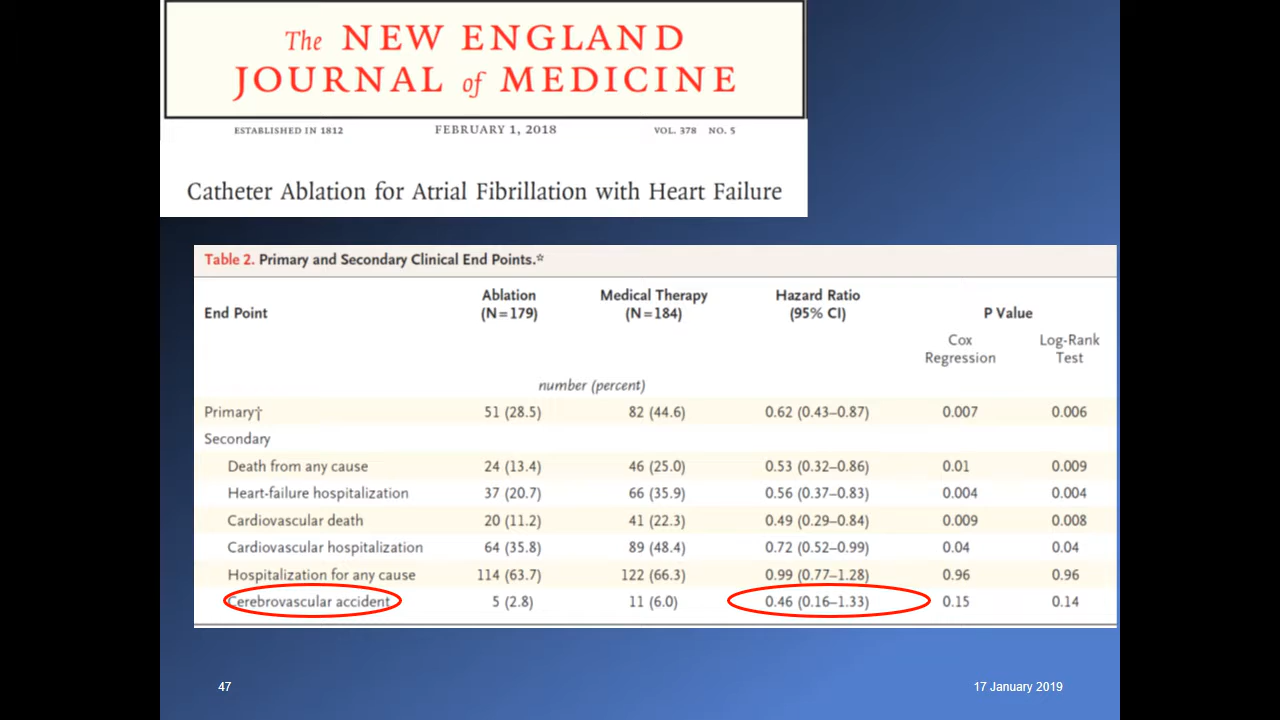 The NEW ENGLAND
JOURNAL of MEDICINE
ESTABLISHED IN 1812 FEBRUARY 1, 2018 VOL. 378 NO. 5
Catheter Ablation for Atrial Fibrillation with Heart Failure
Table 2. Primary and Secondary Clinical End Points.*
End Point Ablation (N=179) Medical Therapy (N=184) Hazard Ratio (95% CI) P Value
Cox Regression Log-Rank Test
number (percent)
Primary† 51 (28.5) 82 (44.6) 0.62 (0.43–0.87) 0.007 0.006
Secondary
Death from any cause 24 (13.4) 46 (25.0) 0.53 (0.32–0.86) 0.01 0.009
Heart-failure hospitalization 37 (20.7) 66 (35.9) 0.56 (0.37–0.83) 0.004 0.004
Cardiovascular death 20 (11.2) 41 (22.3) 0.49 (0.29–0.84) 0.009 0.008
Cardiovascular hospitalization 64 (35.8) 89 (48.4) 0.72 (0.52–0.99) 0.04 0.04
Hospitalization for any cause 114 (63.7) 122 (66.3) 0.99 (0.77–1.28) 0.96 0.96
Cerebrovascular accident 5 (2.8) 11 (6.0) 0.46 (0.16–1.33) 0.15 0.14
47 17 January 2019